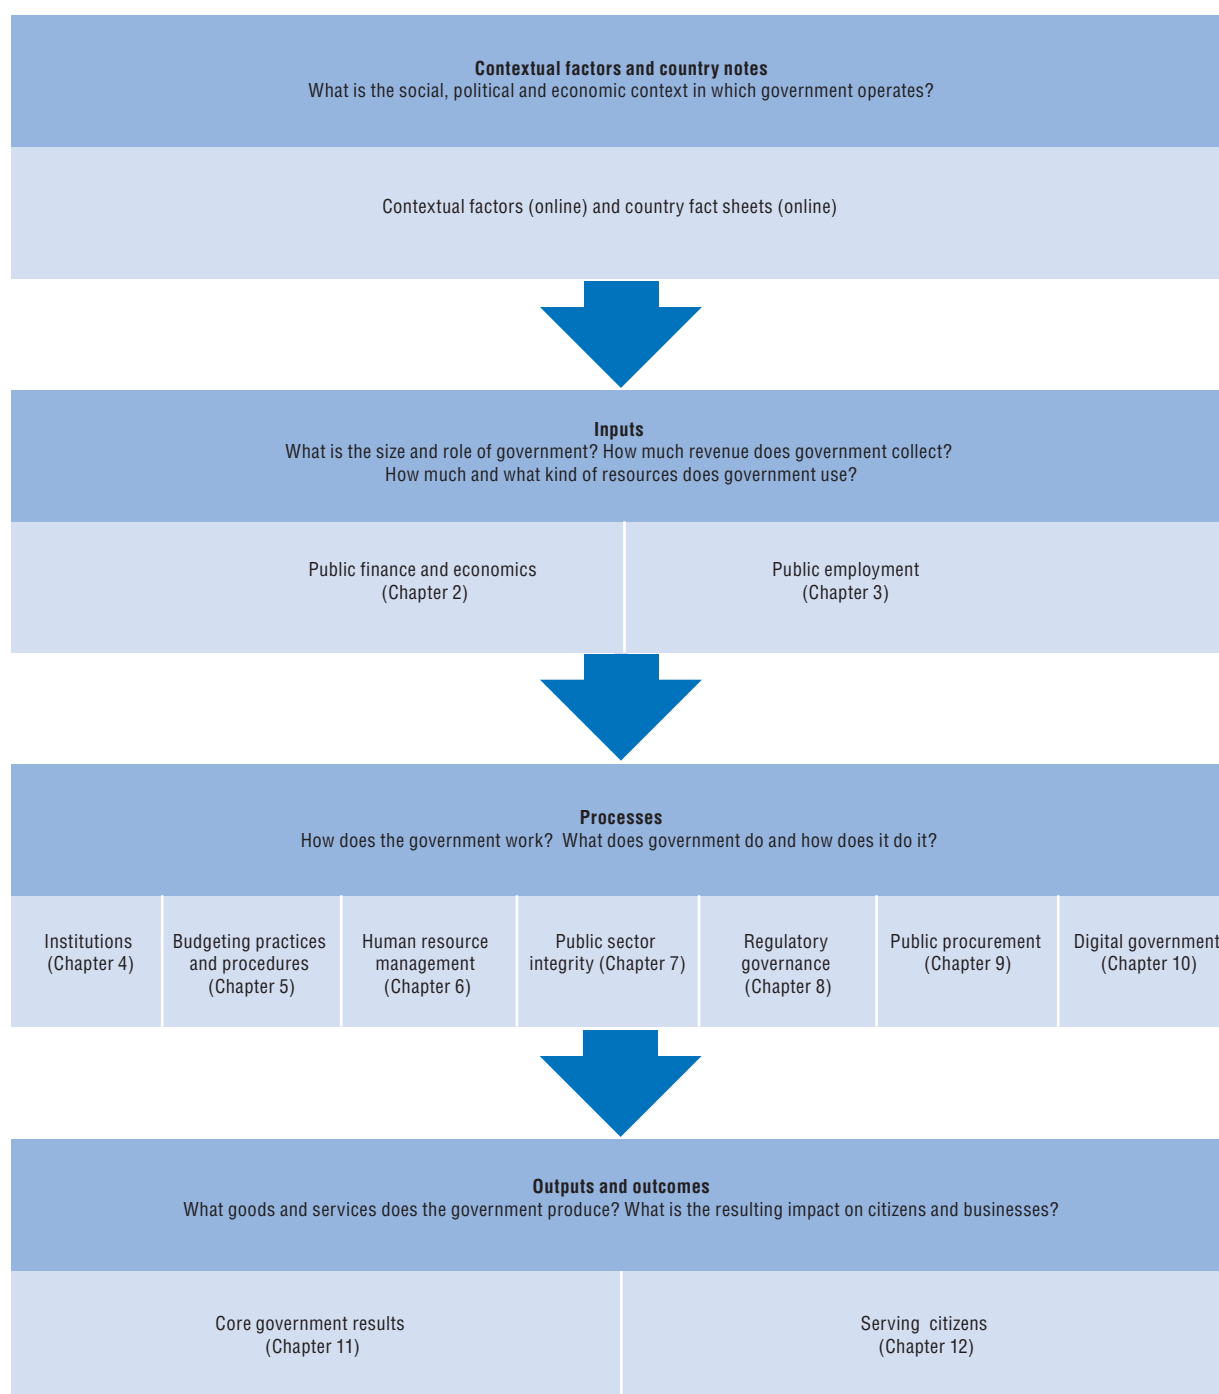 Contextual factors and country notes
What is the social, political and economic context in which government operates?
Contextual factors (online) and country fact sheets (online)
Inputs
What is the size and role of government? How much revenue does government collect?
How much and what kind of resources does government use?
Public finance and economics
(Chapter 2)
Public employment
(Chapter 3)
Processes
How does the government work? What does government do and how does it do it?
Institutions
(Chapter 4)
Budgeting practices
and procedures
(Chapter 5)
Human resource
management
(Chapter 6)
Public sector
integrity (Chapter 7)
Regulatory
governance
(Chapter 8)
Public procurement
(Chapter 9)
Digital government
(Chapter 10)
Outputs and outcomes
What goods and services does the government produce? What is the resulting impact on citizens and businesses?
Core government results
(Chapter 11)
Serving citizens
(Chapter 12)